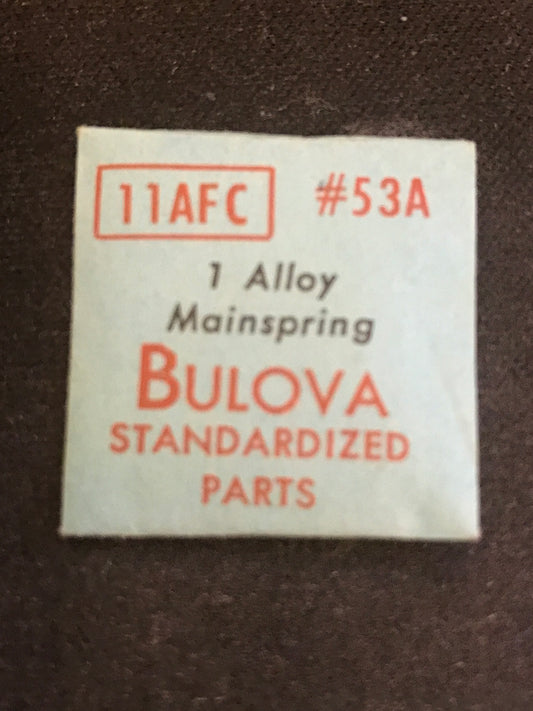 11AFC #53A
1 Alloy
Mainspring
BULOVA
STANDARDIZED
PARTS